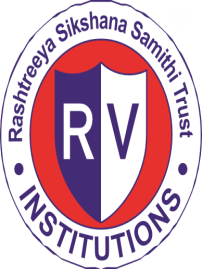 Rashtreeya Sikshana Samithi Trust
RV
• INSTITUTIONS •